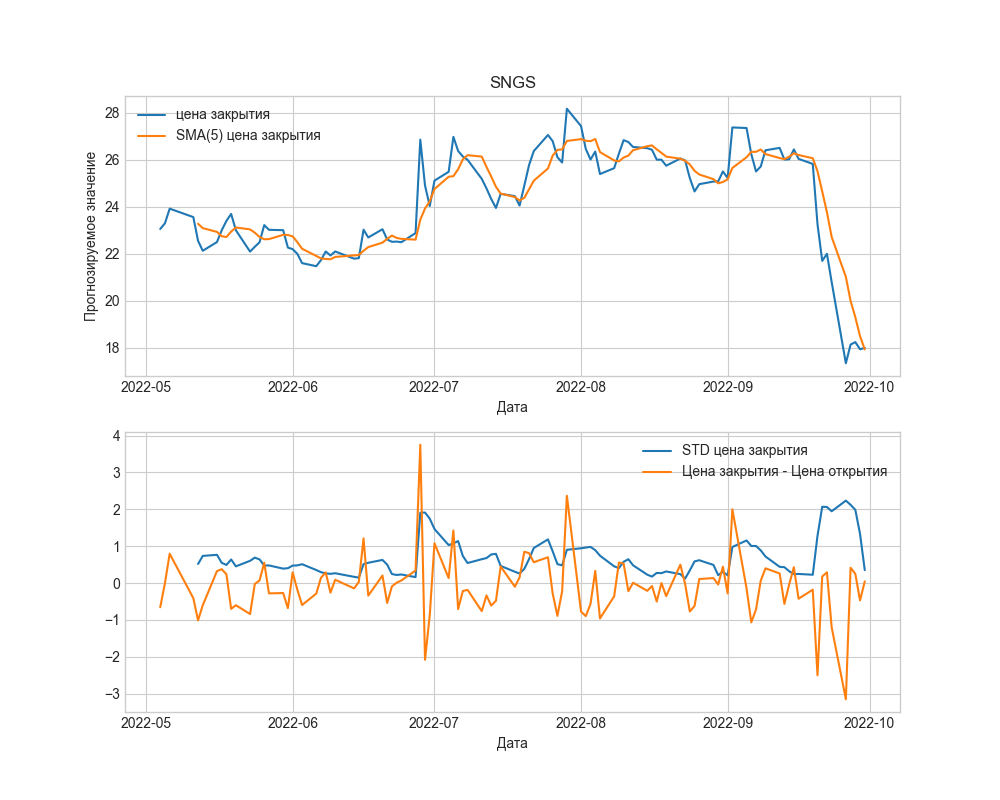 SNGS
цена закрытия
SMA(5) цена закрытия
Прогнозируемое значение
28
26
24
22
20
18
2022-05 2022-06 2022-07 2022-08 2022-09 2022-10
Дата
STD цена закрытия
Цена закрытия - Цена открытия
4
3
2
1
0
−1
−2
−3
2022-05 2022-06 2022-07 2022-08 2022-09 2022-10
Дата